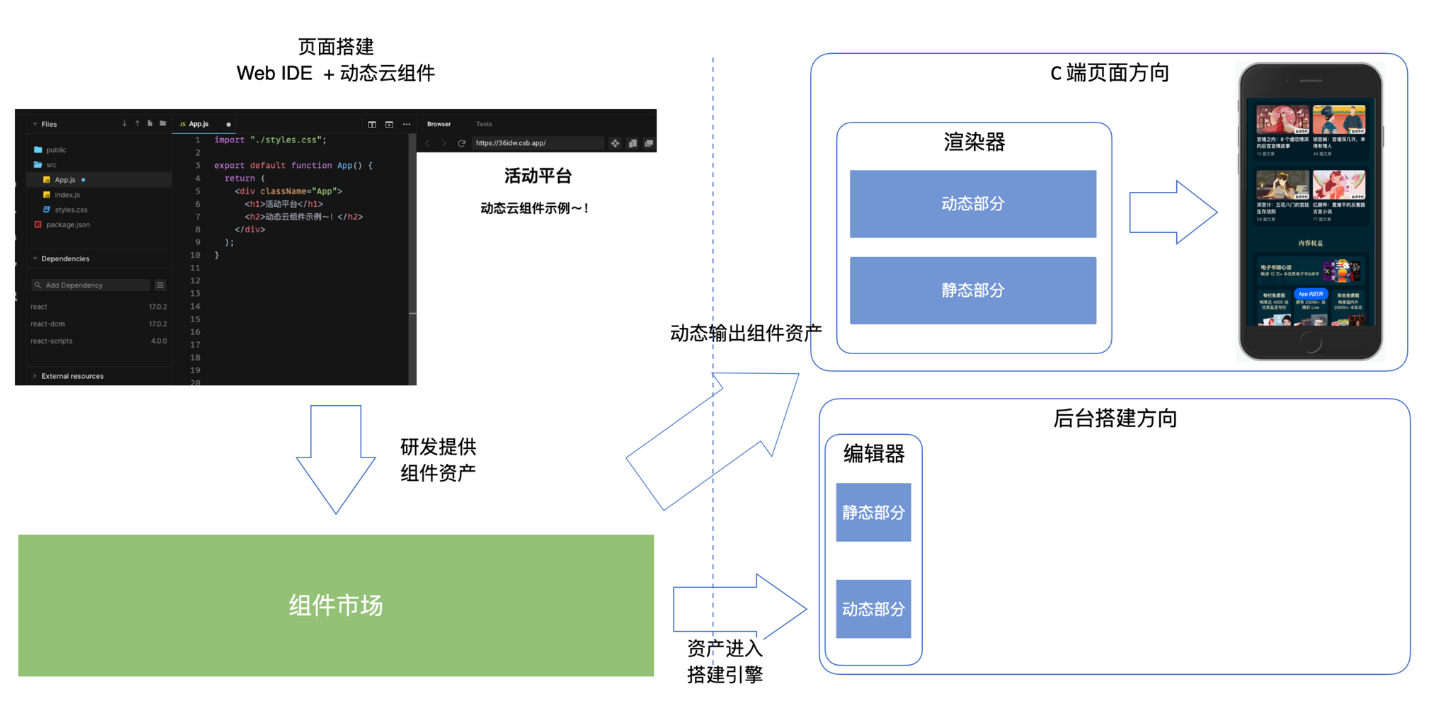 页面搭建
Web IDE + 动态云组件
Files
public
src
App.js
index.js
styles.css
package.json
Dependencies
Add Dependency
react 17.0.2
react-dom 17.0.2
react-scripts 4.0.0
External resources
JS App.js
1 import "./styles.css";
2
3 export default function App() {
4 return (
5 <div className="App">
6 <h1>活动平台</h1>
7 <h2>动态云组件示例～! </h2>
8 </div>
9 );
10 }
11
12
13
14
15
16
17
18
19
20
Browser Tests
https://36idw.csb.app/
活动平台
动态云组件示例～!
研发提供
组件资产
组件市场
动态输出组件资产
资产进入
搭建引擎
C 端页面方向
渲染器
动态部分
静态部分
内容权益
电子书随心读
App 内打开
后台搭建方向
编辑器
静态部分
动态部分